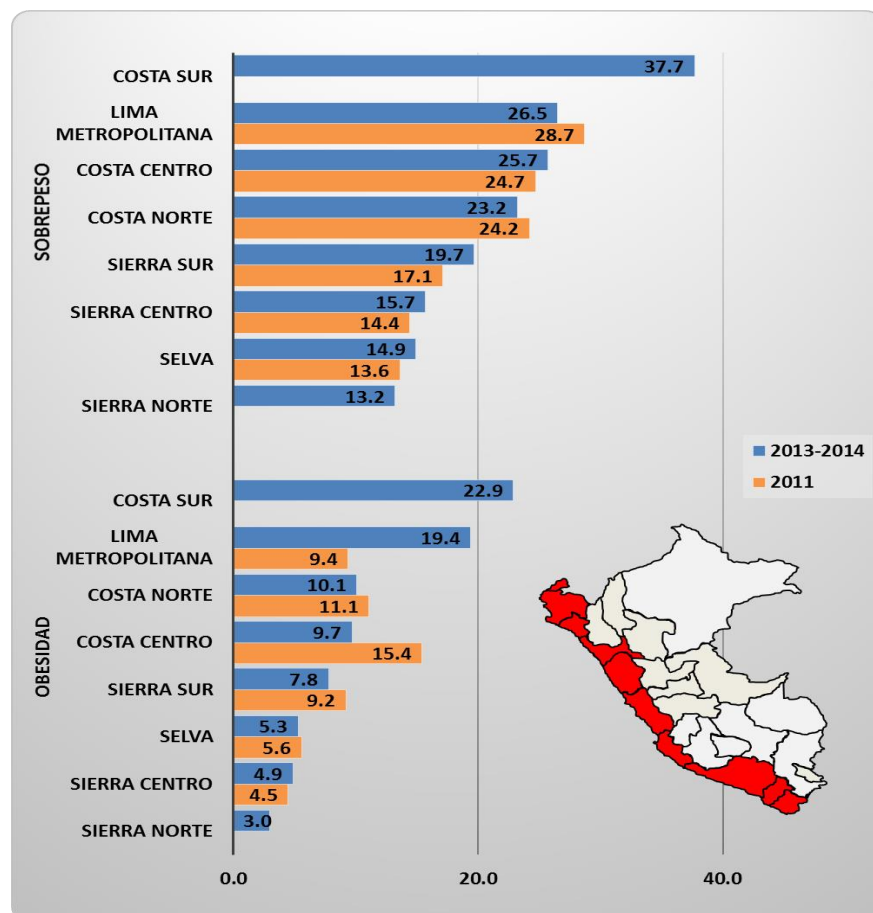 SOBREPESO
COSTA SUR
37.7
LIMA
METROPOLITANA
26.5
28.7
COSTA CENTRO
25.7
24.7
COSTA NORTE
23.2
24.2
SIERRA SUR
19.7
17.1
SIERRA CENTRO
15.7
14.4
SELVA
14.9
13.6
SIERRA NORTE
13.2
2013-2014
2011
OBESIDAD
COSTA SUR
22.9
LIMA
METROPOLITANA
19.4
9.4
COSTA NORTE
10.1
11.1
COSTA CENTRO
9.7
15.4
SIERRA SUR
7.8
9.2
SELVA
5.3
5.6
SIERRA CENTRO
4.9
4.5
SIERRA NORTE
3.0
0.0 20.0 40.0